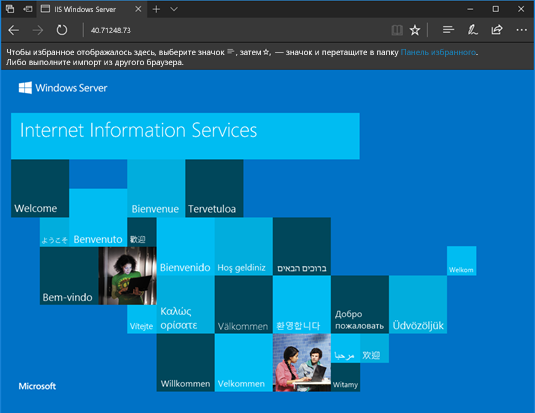 IIS Windows Server
40.71248.73
Чтобы избранное отображалось здесь, выберите значок, затем, — значок и перетащите в папку Панель избранного.
Либо выполните импорт из другого браузера.
Windows Server
Internet Information Services
Welcome
Bienvenue
Tervetuloa
ようこそ
Benvenuto
歡迎
Bienvenido
Hoş geldiniz
ברוכים הבאים
Welkom
Bem-vindo
Vítejte
Καλώς
ορίσατε
Välkommen
환영합니다
Добро
пожаловать
Üdvözöljük
مرحبا
欢迎
Microsoft
Willkommen
Velkommen
Witamy